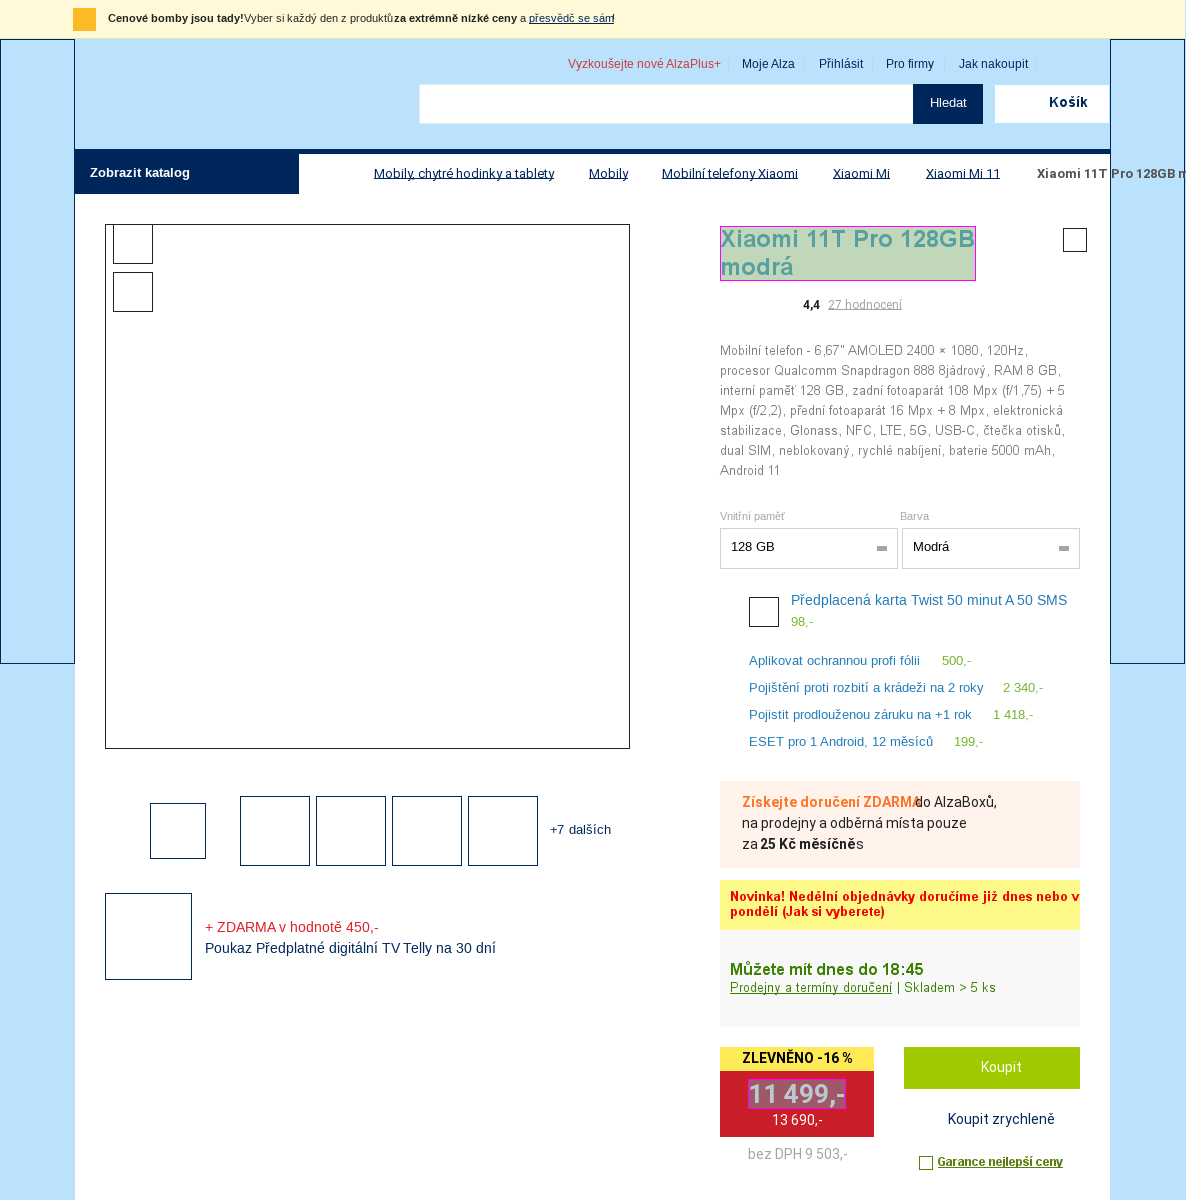 Cenové bomby jsou tady! Vyber si každý den z produktů za extrémně nízké ceny a přesvědč se sám!
Vyzkoušejte nové AlzaPlus+ Moje Alza Přihlásit Pro firmy Jak nakoupit
Hledat Košík
Zobrazit katalog Mobily, chytré hodinky a tablety Mobily Mobilní telefony Xiaomi Xiaomi Mi Xiaomi Mi 11 Xiaomi 11T Pro 128GB m
Xiaomi 11T Pro 128GB
modrá
4,4 27 hodnocení
Mobilní telefon - 6,67" AMOLED 2400 × 1080, 120Hz,
procesor Qualcomm Snapdragon 888 8jádrový, RAM 8 GB,
interní paměť 128 GB, zadní fotoaparát 108 Mpx (f/1,75) + 5
Mpx (f/2,2), přední fotoaparát 16 Mpx + 8 Mpx, elektronická
stabilizace, Glonass, NFC, LTE, 5G, USB-C, čtečka otisků,
dual SIM, neblokovaný, rychlé nabíjení, baterie 5000 mAh,
Android 11
Vnitřní paměť Barva
128 GB Modrá
Předplacená karta Twist 50 minut A 50 SMS
98,-
Aplikovat ochrannou profi fólii 500,-
Pojištění proti rozbití a krádeži na 2 roky 2 340,-
Pojistit prodlouženou záruku na +1 rok 1 418,-
ESET pro 1 Android, 12 měsíců 199,-
Získejte doručení ZDARMA do AlzaBoxů,
na prodejny a odběrná místa pouze
za 25 Kč měsíčně s
+7 dalších
Novinka! Nedělní objednávky doručíme již dnes nebo v
pondělí (Jak si vyberete)
+ ZDARMA v hodnotě 450,-
Poukaz Předplatné digitální TV Telly na 30 dní
Můžete mít dnes do 18:45
Prodejny a termíny doručení | Skladem > 5 ks
ZLEVNĚNO -16 %
11 499,-
13 690,-
bez DPH 9 503,-
Koupit
Koupit zrychleně
Garance nejlepší ceny